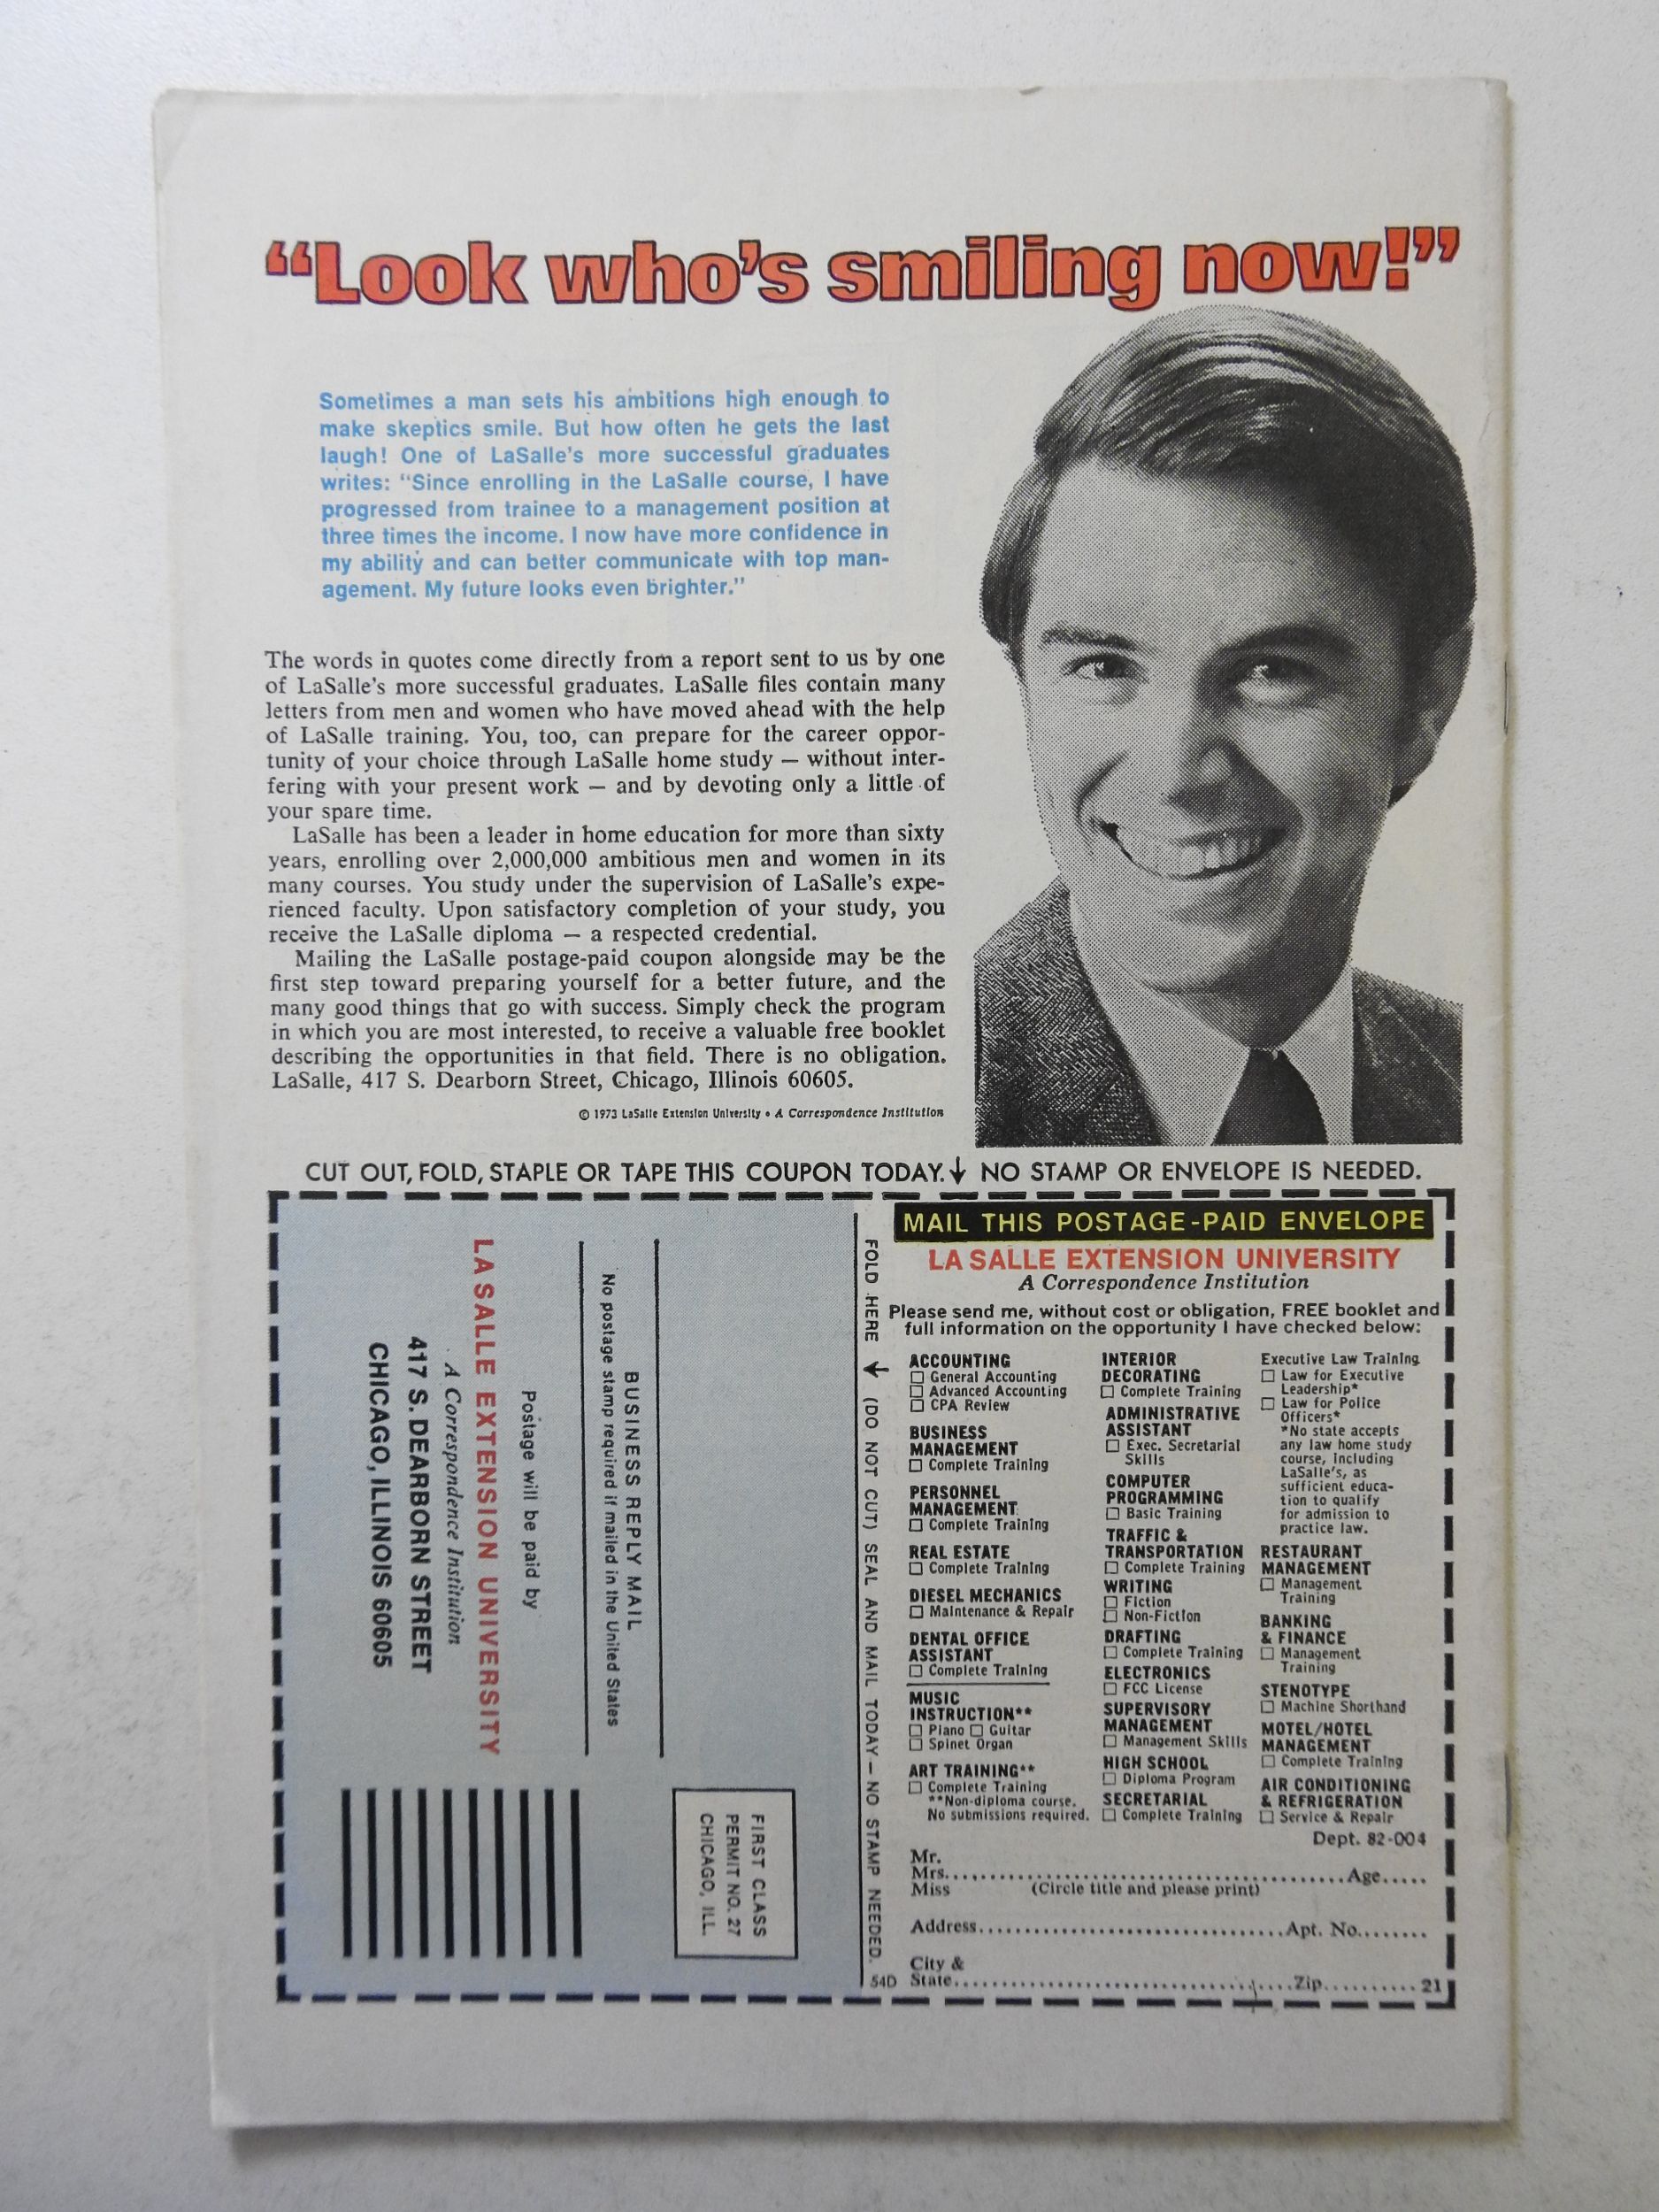 “Look who’s smiling now!”
Sometimes a man sets his ambitions high enough to
make skeptics smile. But how often he gets the last
laugh! One of LaSalle’s more successful graduates
writes: “Since enrolling in the LaSalle course, I have
progressed from trainee to a management position at
three times the income. I now have more confidence in
my ability and can better communicate with top man-
agement. My future looks even brighter.”
The words in quotes come directly from a report sent to us by one
of LaSalle’s more successful graduates. LaSalle files contain many
letters from men and women who have moved ahead with the help
of LaSalle training. You, too, can prepare for the career oppor-
tunity of your choice through LaSalle home study — without inter-
fering with your present work — and by devoting only a little of
your spare time.
LaSalle has been a leader in home education for more than sixty
years, enrolling over 2,000,000 ambitious men and women in its
many courses. You study under the supervision of LaSalle’s expe-
rienced faculty. Upon satisfactory completion of your study, you
receive the LaSalle diploma — a respected credential.
Mailing the LaSalle postage-paid coupon alongside may be the
first step toward preparing yourself for a better future, and the
many good things that go with success. Simply check the program
in which you are most interested, to receive a valuable free booklet
describing the opportunities in that field. There is no obligation.
LaSalle, 417 S. Dearborn Street, Chicago, Illinois 60605.
© 1973 LaSalle Extension University • A Correspondence Institution
CUT OUT, FOLD, STAPLE OR TAPE THIS COUPON TODAY.↓ NO STAMP OR ENVELOPE IS NEEDED.
FIRST CLASS
PERMIT NO. 27
CHICAGO, ILL.
BUSINESS REPLY MAIL
No postage stamp required if mailed in the United States
Postage will be paid by
LA SALLE EXTENSION UNIVERSITY
A Correspondence Institution
417 S. DEARBORN STREET
CHICAGO, ILLINOIS 60605
FOLD HERE ↓ (DO NOT CUT) SEAL AND MAIL TODAY — NO STAMP NEEDED.
MAIL THIS POSTAGE-PAID ENVELOPE
LA SALLE EXTENSION UNIVERSITY
A Correspondence Institution
Please send me, without cost or obligation, FREE booklet and
full information on the opportunity I have checked below:
ACCOUNTING
☐ General Accounting
☐ Advanced Accounting
☐ CPA Review
BUSINESS
MANAGEMENT
☐ Complete Training
PERSONNEL
MANAGEMENT
☐ Complete Training
REAL ESTATE
☐ Complete Training
DIESEL MECHANICS
☐ Maintenance & Repair
DENTAL OFFICE
ASSISTANT
☐ Complete Training
MUSIC
INSTRUCTION**
☐ Piano ☐ Guitar
☐ Spinet Organ
ART TRAINING**
☐ Complete Training
**Non-diploma course.
No submissions required.
INTERIOR
DECORATING
☐ Complete Training
ADMINISTRATIVE
ASSISTANT
☐ Exec. Secretarial
Skills
COMPUTER
PROGRAMMING
☐ Basic Training
TRAFFIC &
TRANSPORTATION
☐ Complete Training
WRITING
☐ Fiction
☐ Non-Fiction
DRAFTING
☐ Complete Training
ELECTRONICS
☐ FCC License
SUPERVISORY
MANAGEMENT
☐ Management Skills
HIGH SCHOOL
☐ Diploma Program
SECRETARIAL
☐ Complete Training
Executive Law Training
☐ Law for Executive
Leadership*
☐ Law for Police
Officers*
*No state accepts
any law home study
course, including
LaSalle’s, as
sufficient educa-
tion to qualify
for admission to
practice law.
RESTAURANT
MANAGEMENT
☐ Management
Training
BANKING
& FINANCE
☐ Management
Training
STENOTYPE
☐ Machine Shorthand
MOTEL/HOTEL
MANAGEMENT
☐ Complete Training
AIR CONDITIONING
& REFRIGERATION
☐ Service & Repair
Dept. 82-004
Mr.
Mrs. Age
Miss (Circle title and please print)
Address Apt. No.
City &
54D State Zip 21